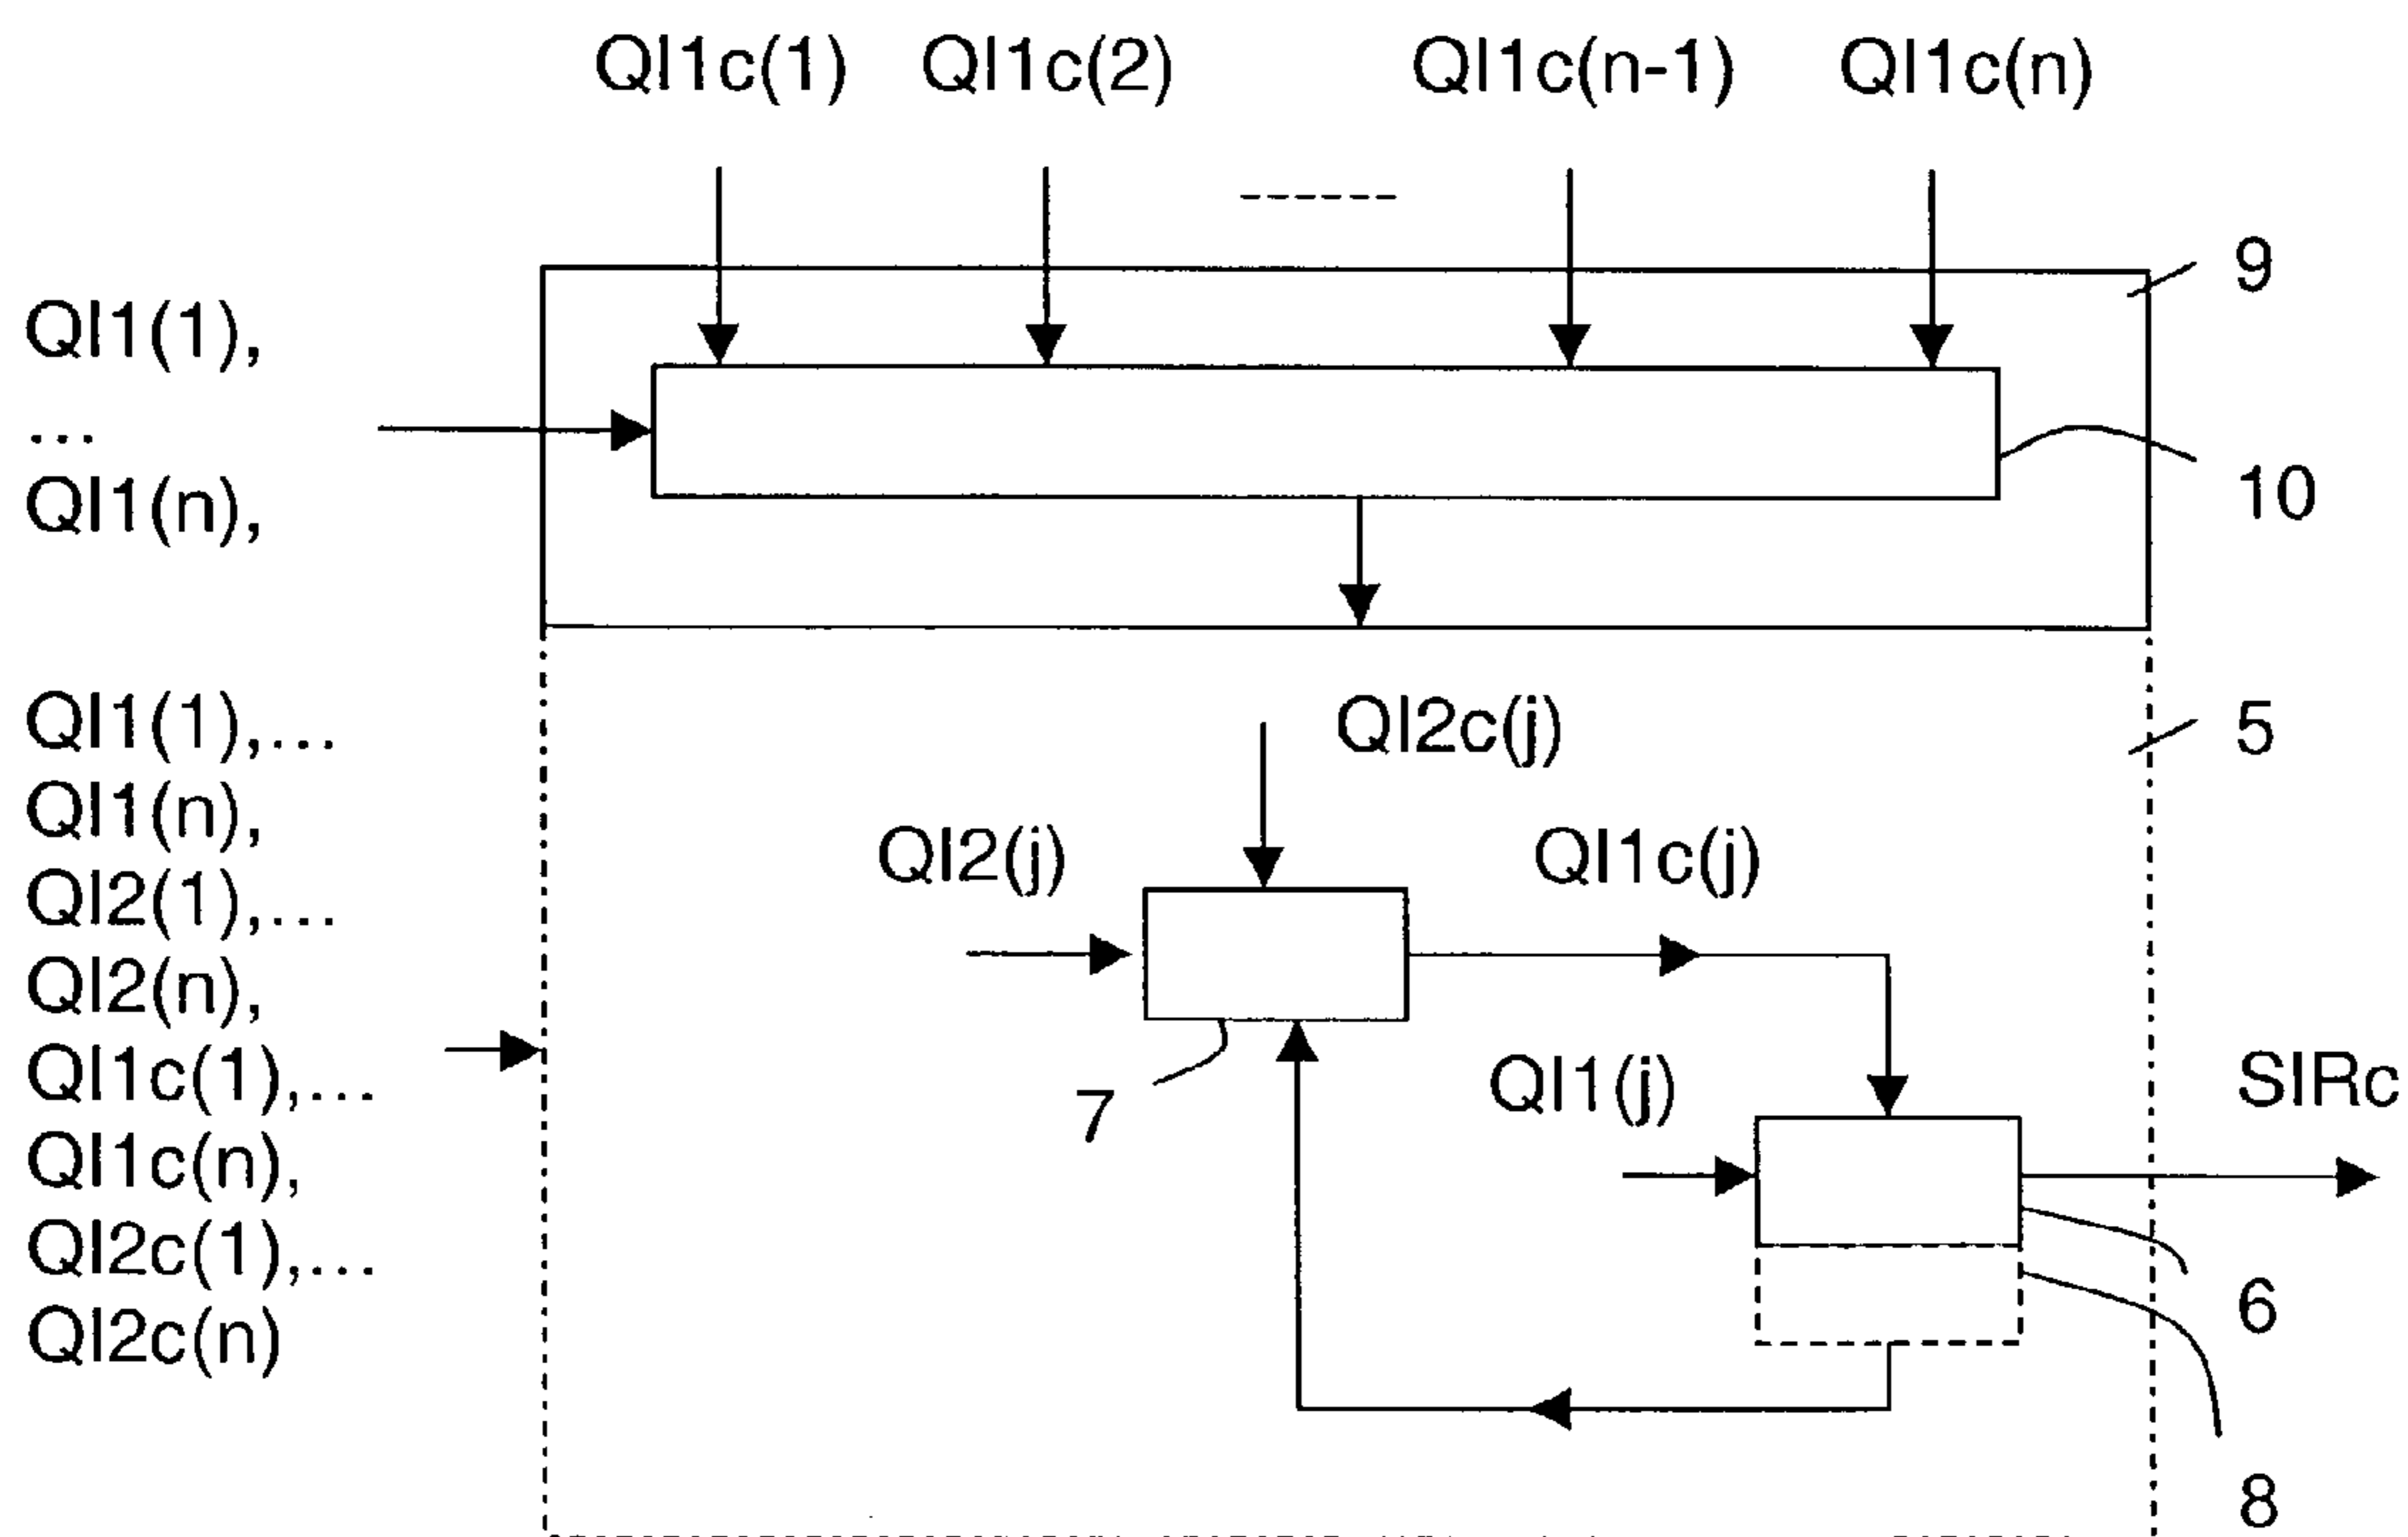 QI1c(1) QI1c(2) QI1c(n-1) QI1c(n)
9
QI1(1),
...
QI1(n),
10
QI1(1),...
QI1(n),
QI2(1),...
QI2(n),
QI1c(1),...
QI1c(n),
QI2c(1),...
QI2c(n)
QI2c(j)
5
QI2(j)
QI1c(j)
7
QI1(j)
SIRc
6
8